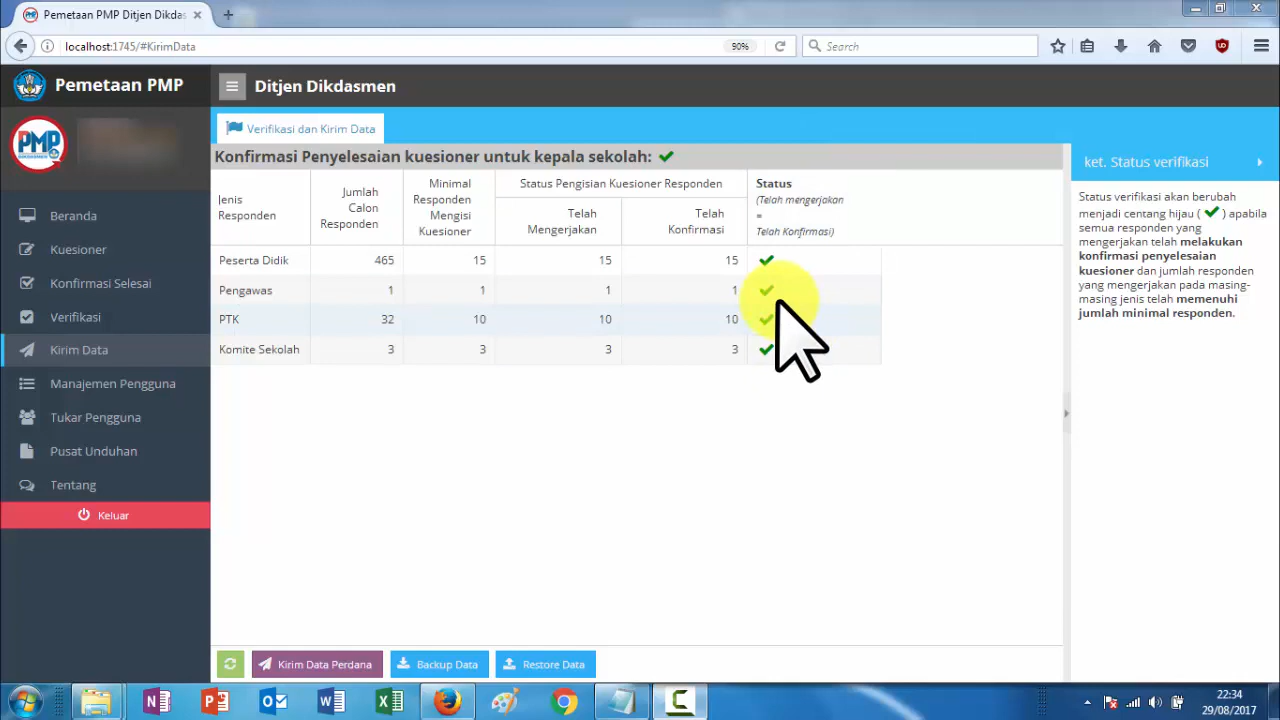 Pemetaan PMP Ditjen Dikdas
localhost:1745/#KirimData
90%
Search
Pemetaan PMP
Ditjen Dikdasmen
PMP
Beranda
Kuesioner
Konfirmasi Selesai
Verifikasi
Kirim Data
Manajemen Pengguna
Tukar Pengguna
Pusat Unduhan
Tentang
Keluar
Verifikasi dan Kirim Data
Konfirmasi Penyelesaian kuesioner untuk kepala sekolah:
Jenis
Responden
Jumlah
Calon
Responden
Minimal
Responden
Mengisi
Kuesioner
Status Pengisian Kuesioner Responden
Telah
Mengerjakan
Telah
Konfirmasi
Status
(Telah mengerjakan
=
Telah Konfirmasi)
Peserta Didik 465 15 15 15
Pengawas 1 1 1 1
PTK 32 10 10 10
Komite Sekolah 3 3 3 3
ket. Status verifikasi
Status verifikasi akan berubah
menjadi centang hijau ( ) apabila
semua responden yang
mengerjakan telah melakukan
konfirmasi penyelesaian
kuesioner dan jumlah responden
yang mengerjakan pada masing-
masing jenis telah memenuhi
jumlah minimal responden.
Kirim Data Perdana
Backup Data
Restore Data
22:34
29/08/2017